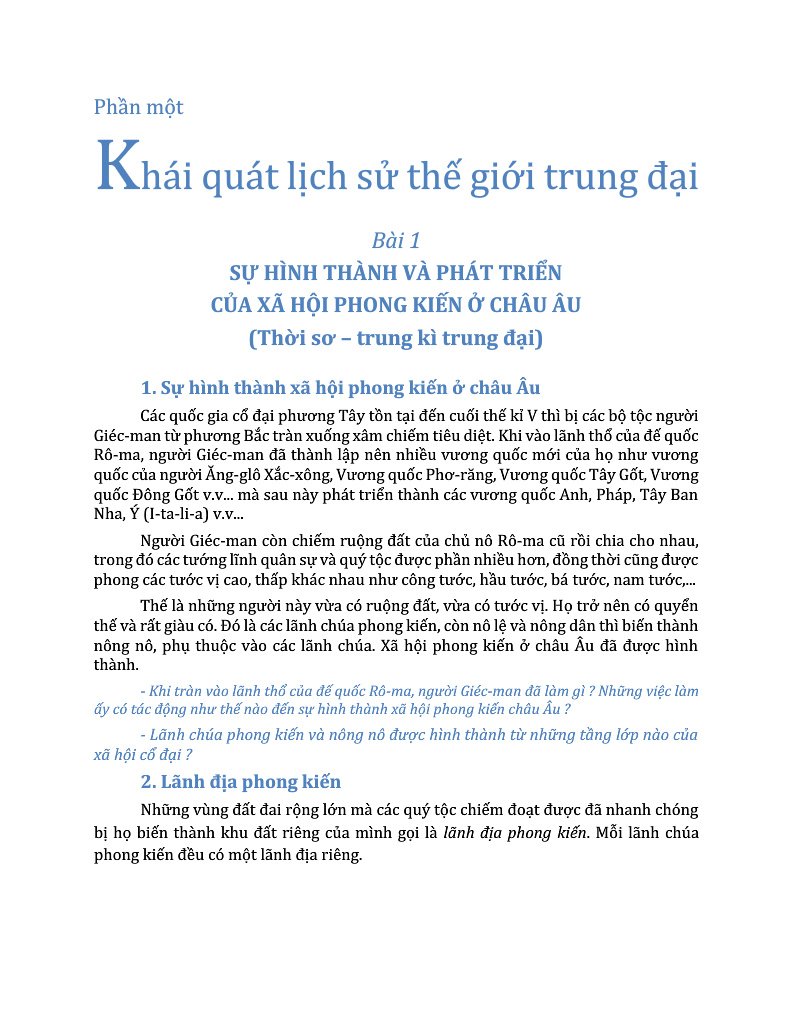 Phần một
Khái quát lịch sử thế giới trung đại
Bài 1
SỰ HÌNH THÀNH VÀ PHÁT TRIỂN
CỦA XÃ HỘI PHONG KIẾN Ở CHÂU ÂU
(Thời sơ – trung kì trung đại)
1. Sự hình thành xã hội phong kiến ở châu Âu
Các quốc gia cổ đại phương Tây tồn tại đến cuối thế kỉ V thì bị các bộ tộc người
Giéc-man từ phương Bắc tràn xuống xâm chiếm tiêu diệt. Khi vào lãnh thổ của đế quốc
Rô-ma, người Giéc-man đã thành lập nên nhiều vương quốc mới của họ như vương
quốc của người Ăng-glô Xắc-xông, Vương quốc Phơ-răng, Vương quốc Tây Gốt, Vương
quốc Đông Gốt v.v... mà sau này phát triển thành các vương quốc Anh, Pháp, Tây Ban
Nha, Ý (I-ta-li-a) v.v...
Người Giéc-man còn chiếm ruộng đất của chủ nô Rô-ma cũ rồi chia cho nhau,
trong đó các tướng lĩnh quân sự và quý tộc được phần nhiều hơn, đồng thời cũng được
phong các tước vị cao, thấp khác nhau như công tước, hầu tước, bá tước, nam tước,...
Thế là những người này vừa có ruộng đất, vừa có tước vị. Họ trở nên có quyển
thế và rất giàu có. Đó là các lãnh chúa phong kiến, còn nô lệ và nông dân thì biến thành
nông nô, phụ thuộc vào các lãnh chúa. Xã hội phong kiến ở châu Âu đã được hình
thành.
- Khi tràn vào lãnh thổ của đế quốc Rô-ma, người Giéc-man đã làm gì ? Những việc làm
ấy có tác động như thế nào đến sự hình thành xã hội phong kiến châu Âu ?
- Lãnh chúa phong kiến và nông nô được hình thành từ những tầng lớp nào của
xã hội cổ đại ?
2. Lãnh địa phong kiến
Những vùng đất đai rộng lớn mà các quý tộc chiếm đoạt được đã nhanh chóng
bị họ biến thành khu đất riêng của mình gọi là lãnh địa phong kiến. Mỗi lãnh chúa
phong kiến đều có một lãnh địa riêng.